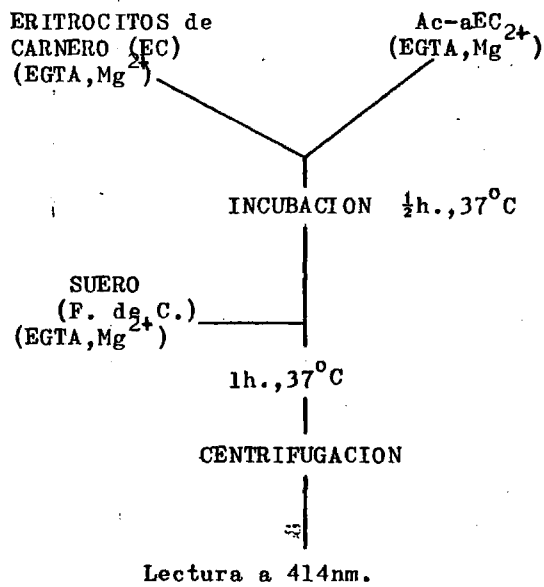 ERITROCITOS de
CARNERO (EC)
(EGTA,Mg2+)
Ac-aEC
(EGTA,Mg2+)
INCUBACION ½h.,37°C
SUERO
(F. de C.)
(EGTA,Mg2+)
1h.,37°C
CENTRIFUGACION
Lectura a 414nm.